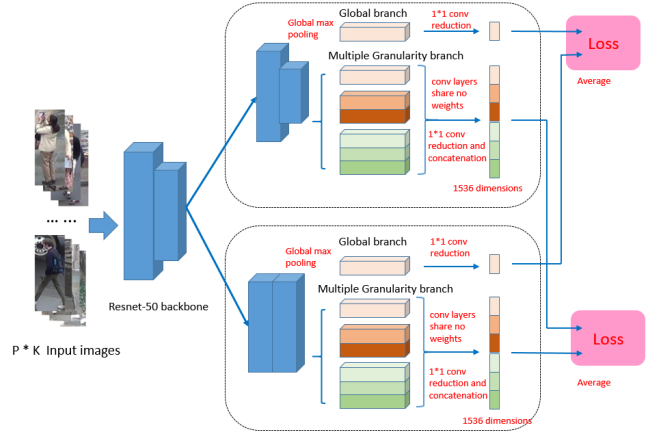 Global branch
Global max
pooling
1*1 conv
reduction
Multiple Granularity branch
conv layers
share no
weights
1*1 conv
reduction and
concatenation
1536 dimensions
Loss
Average
... ...
Resnet-50 backbone
P * K Input images
Global branch
Global max
pooling
1*1 conv
reduction
Multiple Granularity branch
conv layers
share no
weights
1*1 conv
reduction and
concatenation
1536 dimensions
Loss
Average